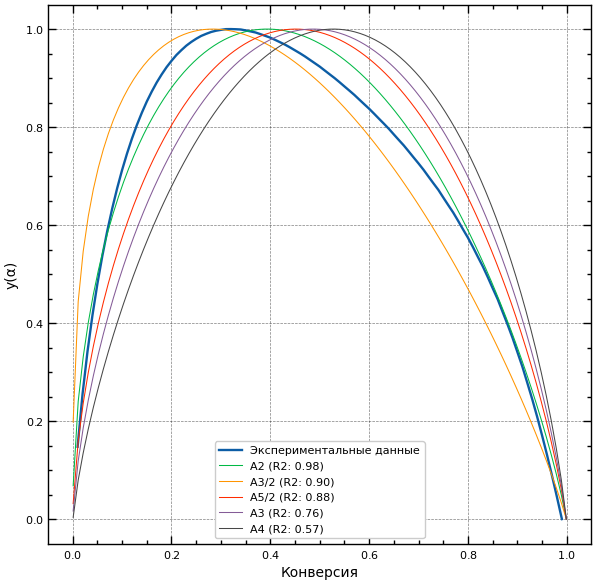 y(α)
1.0
0.8
0.6
0.4
0.2
0.0
Экспериментальные данные
A2 (R2: 0.98)
A3/2 (R2: 0.90)
A5/2 (R2: 0.88)
A3 (R2: 0.76)
A4 (R2: 0.57)
0.0 0.2 0.4 0.6 0.8 1.0
Конверсия